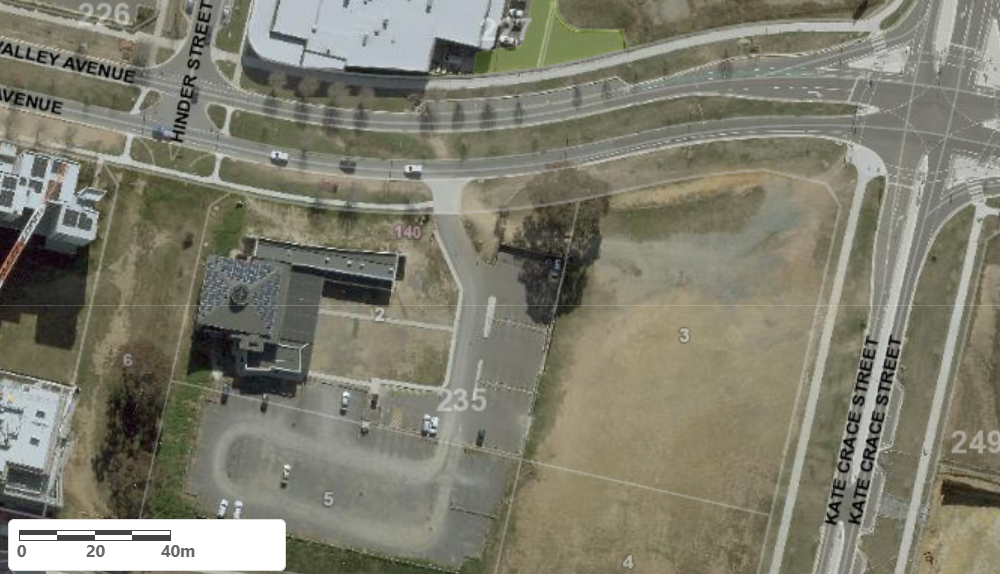 226
VALLEY AVENUE
AVENUE
HINDER STREET
140
2
3
6
235
249
5
4
KATE CRACE STREET
KATE CRACE STREET
0 20 40m